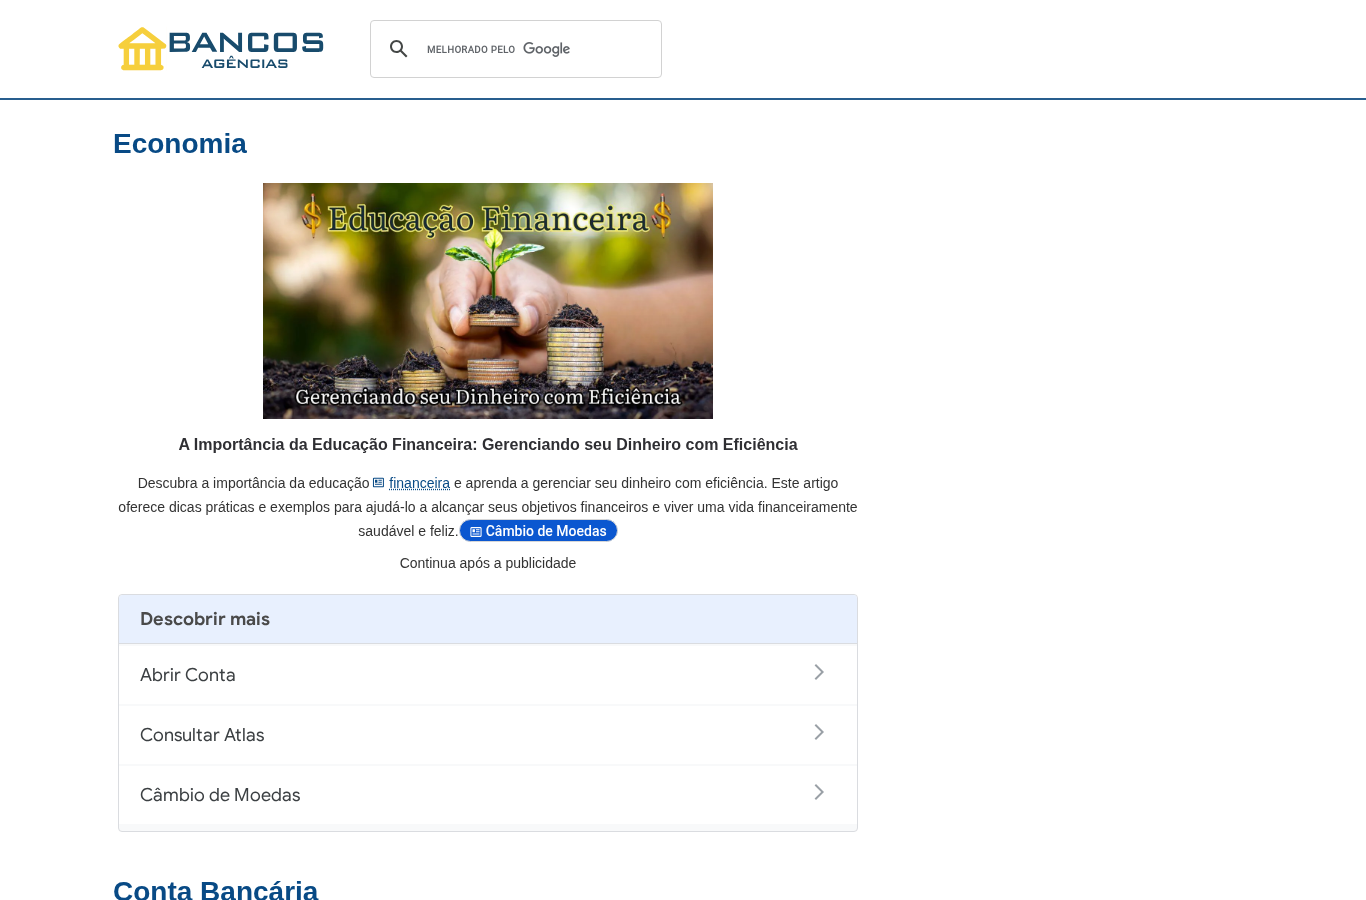 BANCOS
AGÊNCIAS
MELHORADO PELO Google
Economia
$Educação Financeira$
Gerenciando seu Dinheiro com Eficiência
A Importância da Educação Financeira: Gerenciando seu Dinheiro com Eficiência
Descubra a importância da educação financeira e aprenda a gerenciar seu dinheiro com eficiência. Este artigo
oferece dicas práticas e exemplos para ajudá-lo a alcançar seus objetivos financeiros e viver uma vida financeiramente
saudável e feliz. Câmbio de Moedas
Continua após a publicidade
Descobrir mais
Abrir Conta
Consultar Atlas
Câmbio de Moedas
Conta Bancária